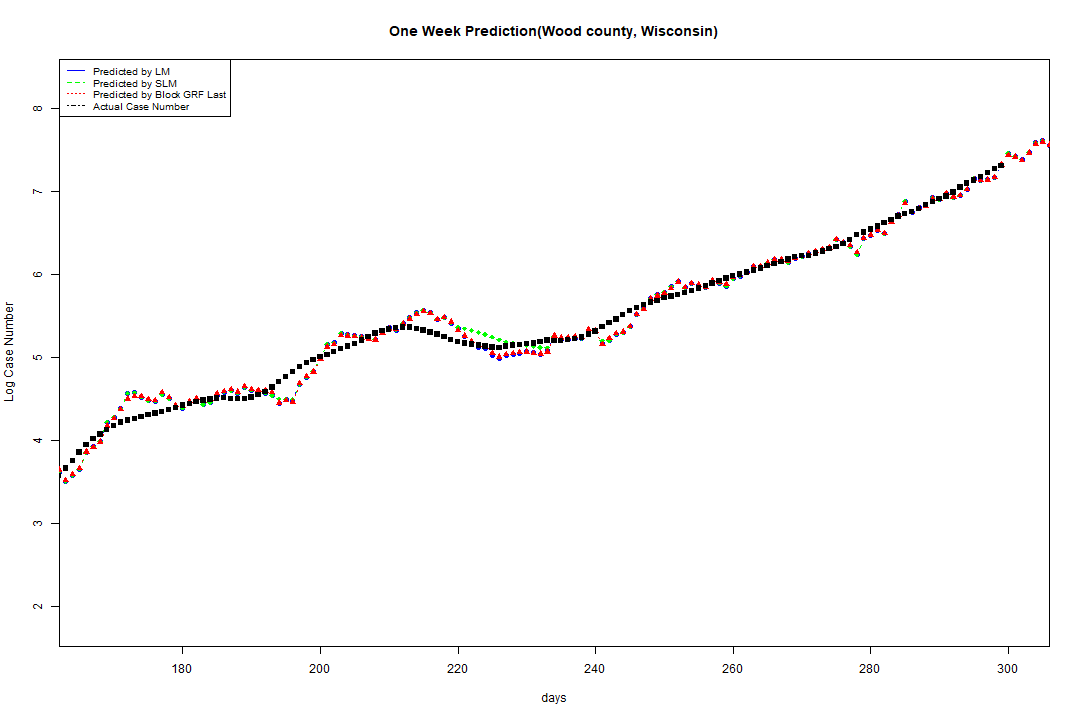 One Week Prediction(Wood county, Wisconsin)
Predicted by LM
Predicted by SLM
Predicted by Block GRF Last
Actual Case Number
Log Case Number
8
7
6
5
4
3
2
180 200 220 240 260 280 300
days